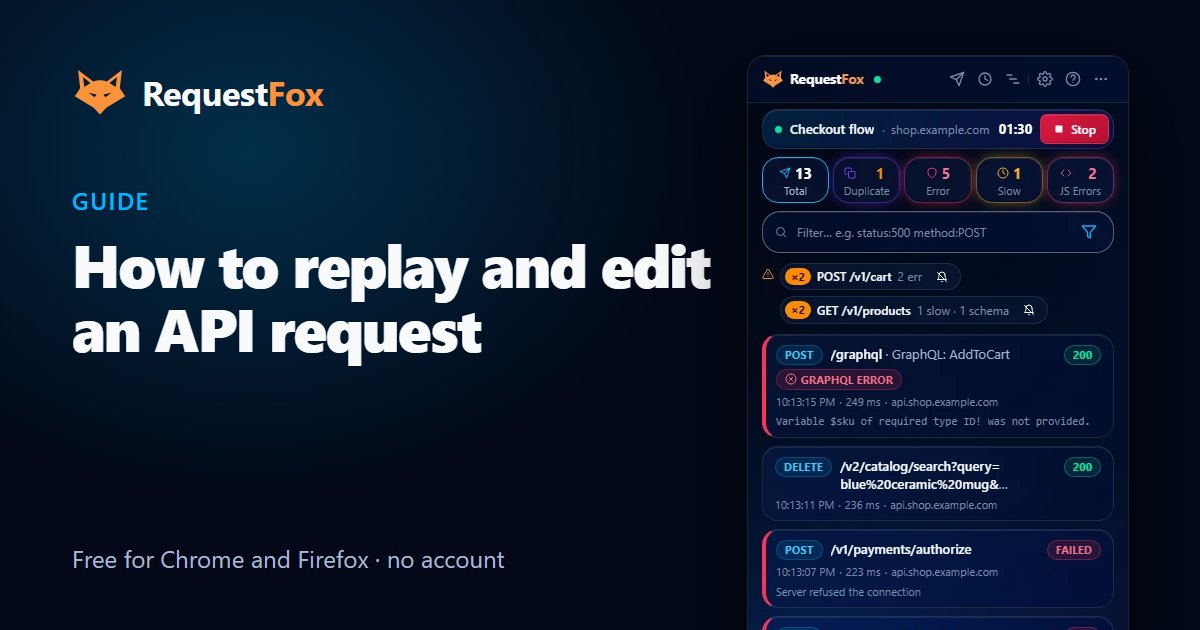 RequestFox
GUIDE
How to replay and edit
an API request
Free for Chrome and Firefox · no account
RequestFox
Checkout flow · shop.example.com 01:30 Stop
13 Total
1 Duplicate
5 Error
1 Slow
2 JS Errors
Filter... e.g. status:500 method:POST
×2 POST /v1/cart 2 err
×2 GET /v1/products 1 slow · 1 schema
POST /graphql · GraphQL: AddToCart 200
GRAPHQL ERROR
10:13:15 PM · 249 ms · api.shop.example.com
Variable $sku of required type ID! was not provided.
DELETE /v2/catalog/search?query= 200
blue%20ceramic%20mug&...
10:13:11 PM · 236 ms · api.shop.example.com
POST /v1/payments/authorize FAILED
10:13:07 PM · 223 ms · api.shop.example.com
Server refused the connection